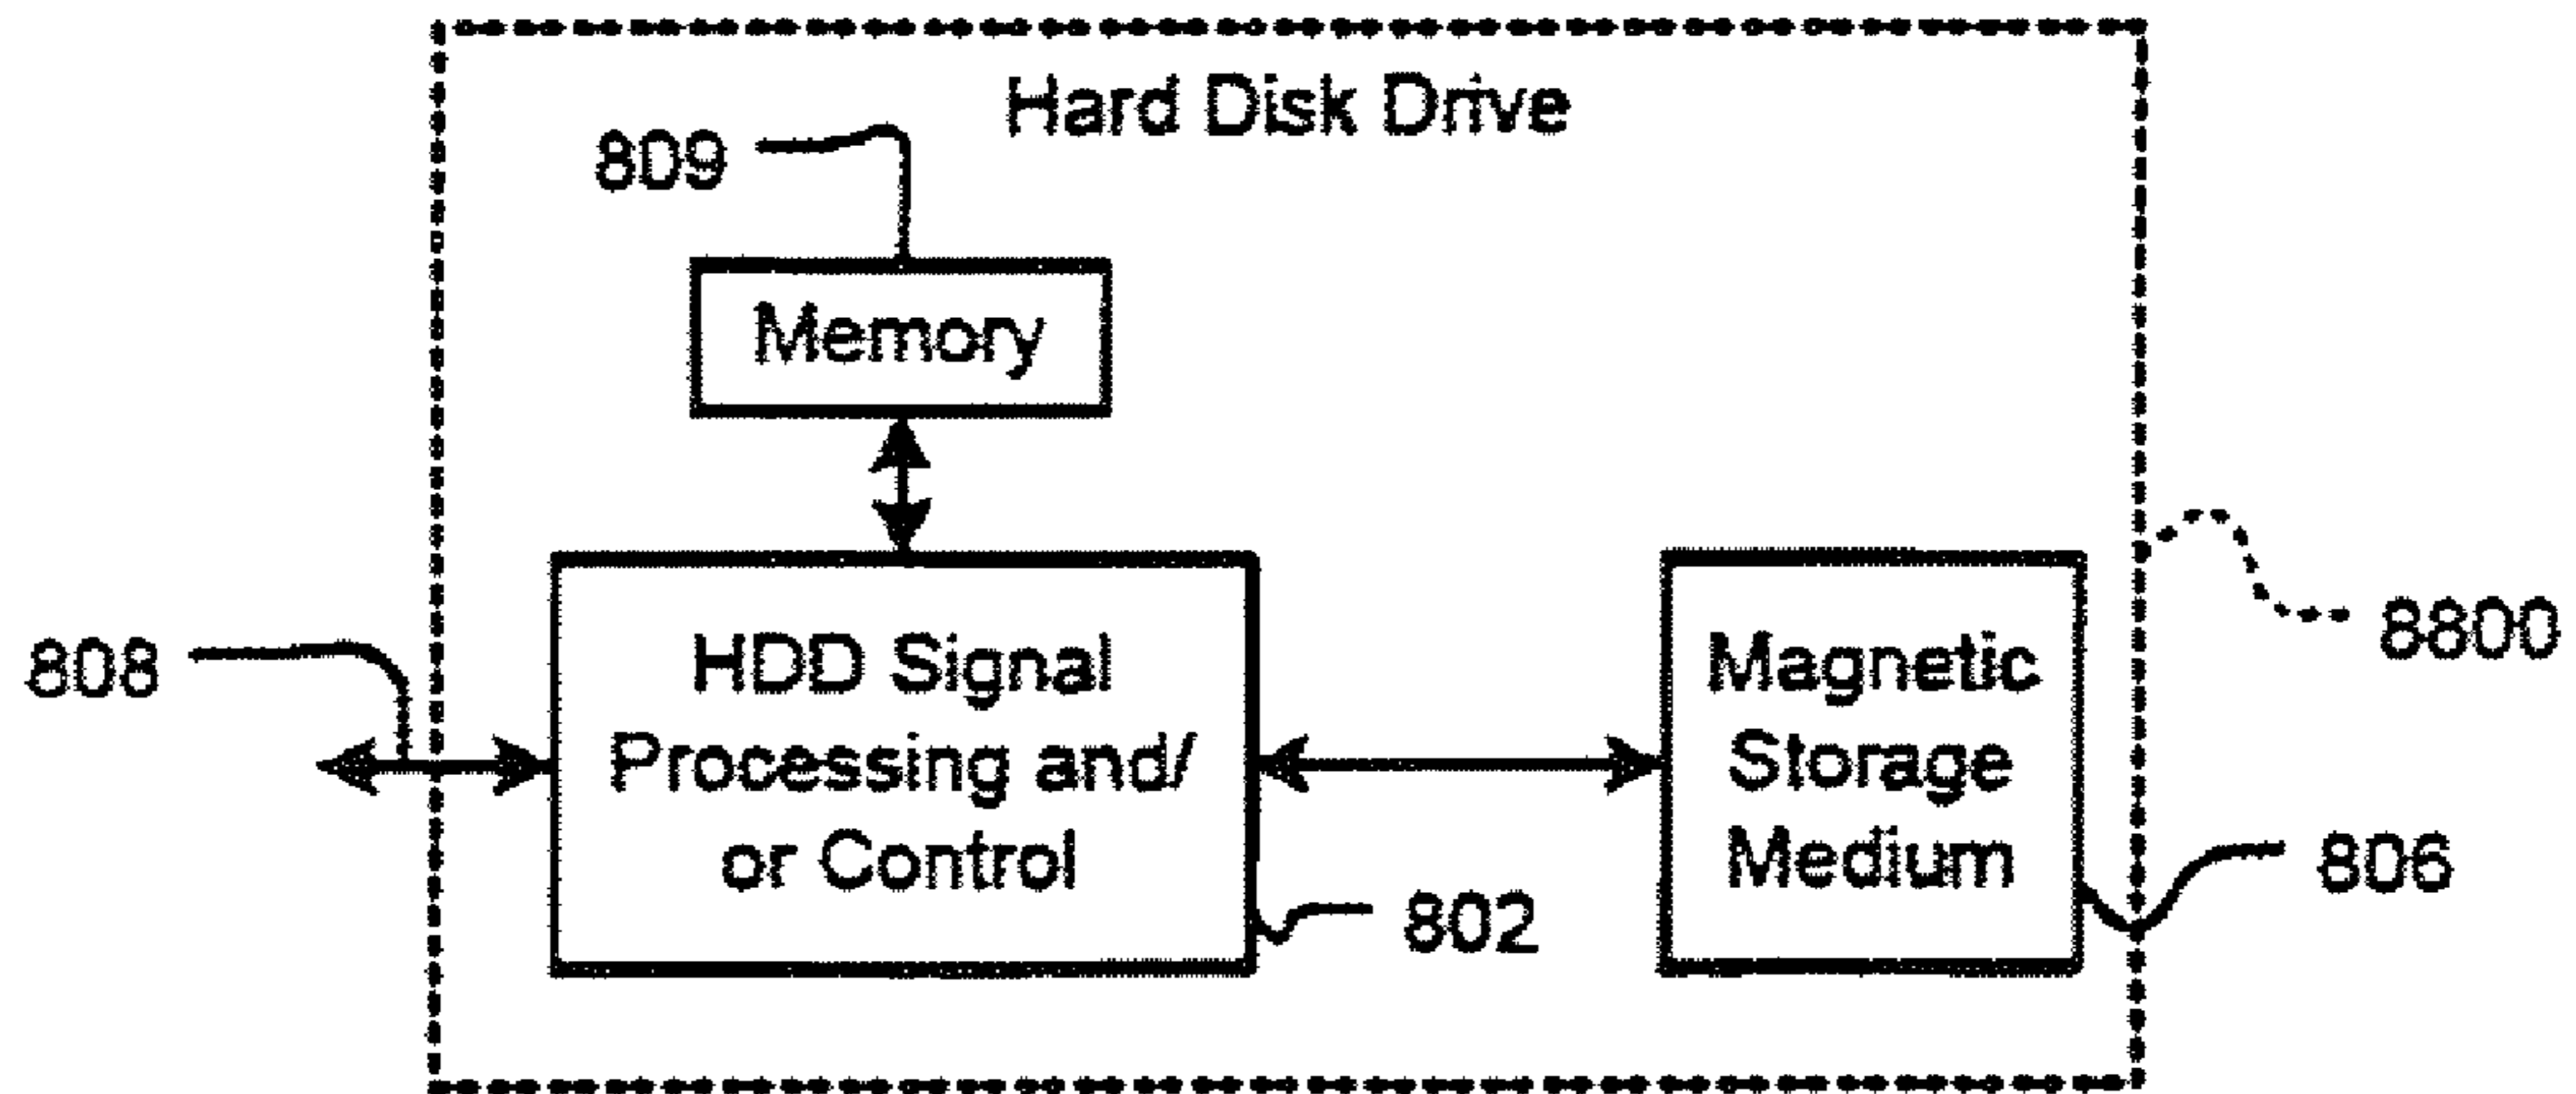 Hard Disk Drive
809
Memory
808
HDD Signal
Processing and/
or Control
802
Magnetic
Storage
Medium
8800
806